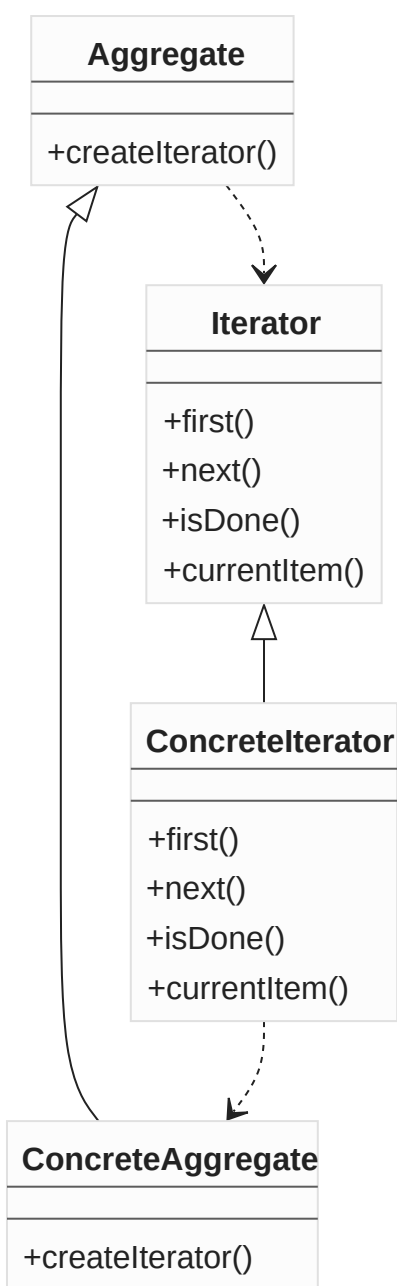 Aggregate
+createIterator()
Iterator
+first()
+next()
+isDone()
+currentItem()
ConcreteIterator
+first()
+next()
+isDone()
+currentItem()
ConcreteAggregate
+createIterator()